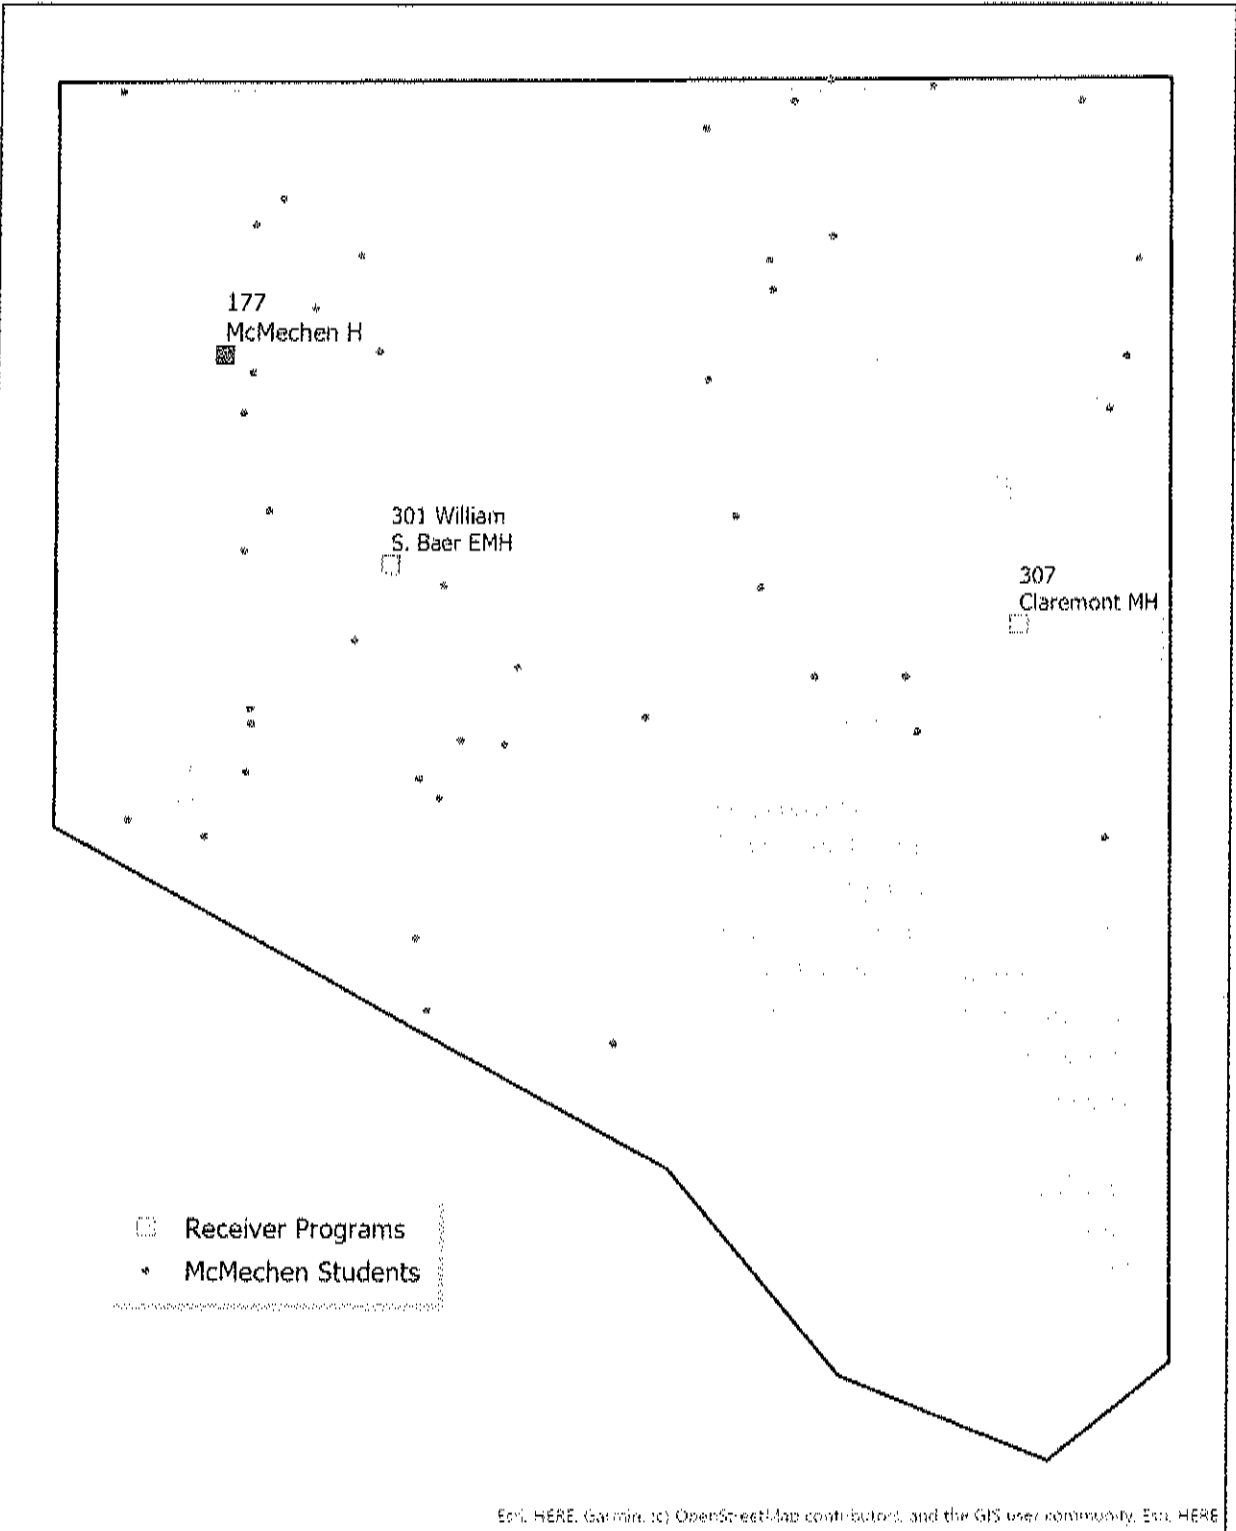 177
McMechen H
301 William
S. Baer EMH
307
Claremont MH
Receiver Programs
McMechen Students
Esri, HERE, Garmin, (c) OpenStreetMap contributors, and the GIS user community, Esri, HERE